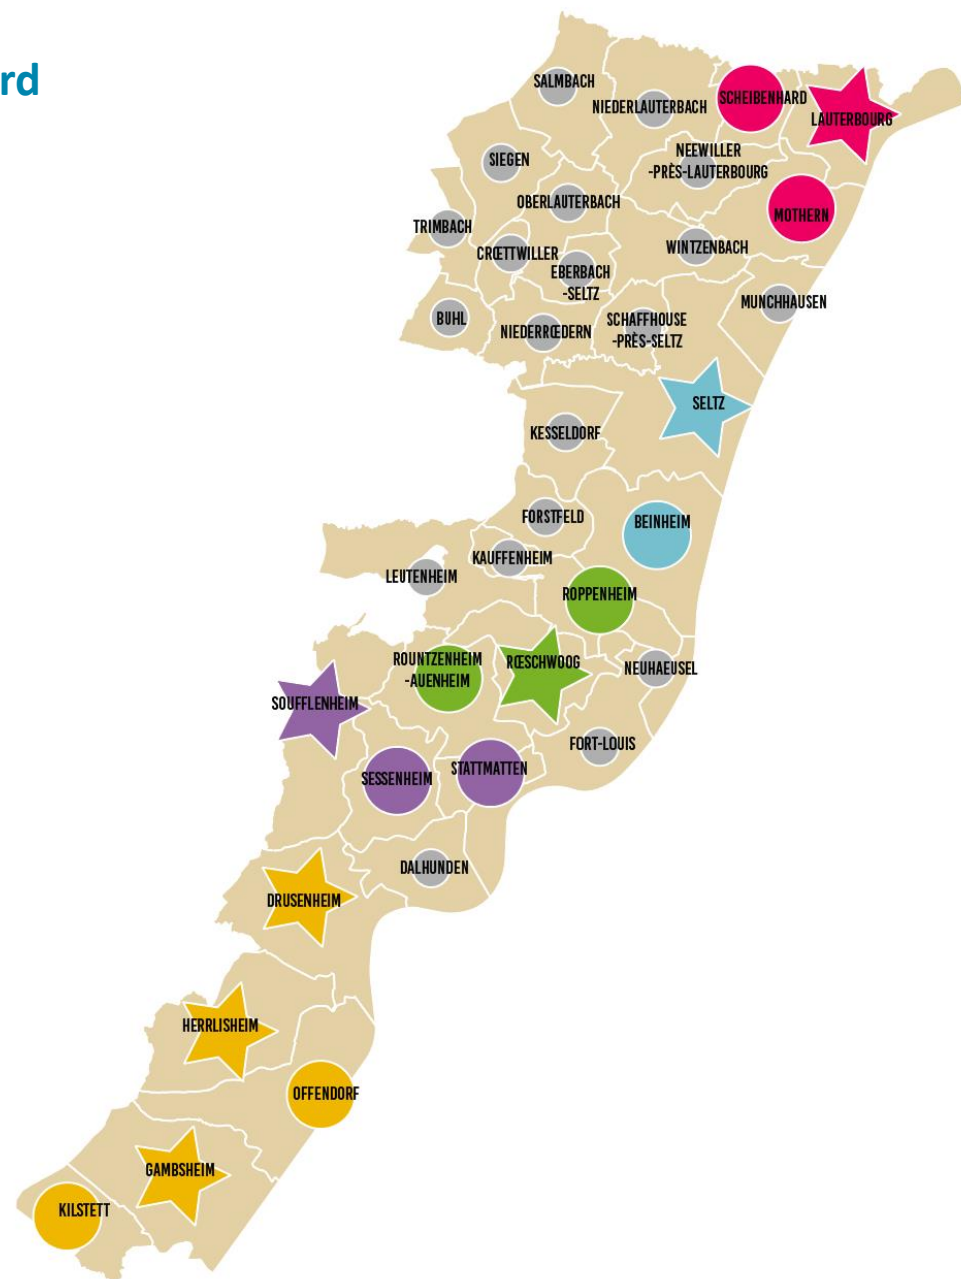 rd
SALMBACH
NIEDERLAUTERBACH
SCHEIBENHARD
LAUTERBOURG
SIEGEN
NEEWILLER
-PRÈS-LAUTERBOURG
OBERLAUTERBACH
MOTHERN
TRIMBACH
CRŒTTWILLER
WINTZENBACH
EBERBACH
-SELTZ
MUNCHHAUSEN
BUHL
NIEDERRŒDERN
SCHAFFHOUSE
-PRÈS-SELTZ
SELTZ
KESSELDORF
FORSTFELD
BEINHEIM
KAUFFENHEIM
LEUTENHEIM
ROPPENHEIM
ROUNTZENHEIM
-AUENHEIM
RŒSCHWOOG
NEUHAEUSEL
SOUFFLENHEIM
FORT-LOUIS
SESSENHEIM
STATTMATTEN
DALHUNDEN
DRUSENHEIM
HERRLISHEIM
OFFENDORF
GAMBSHEIM
KILSTETT